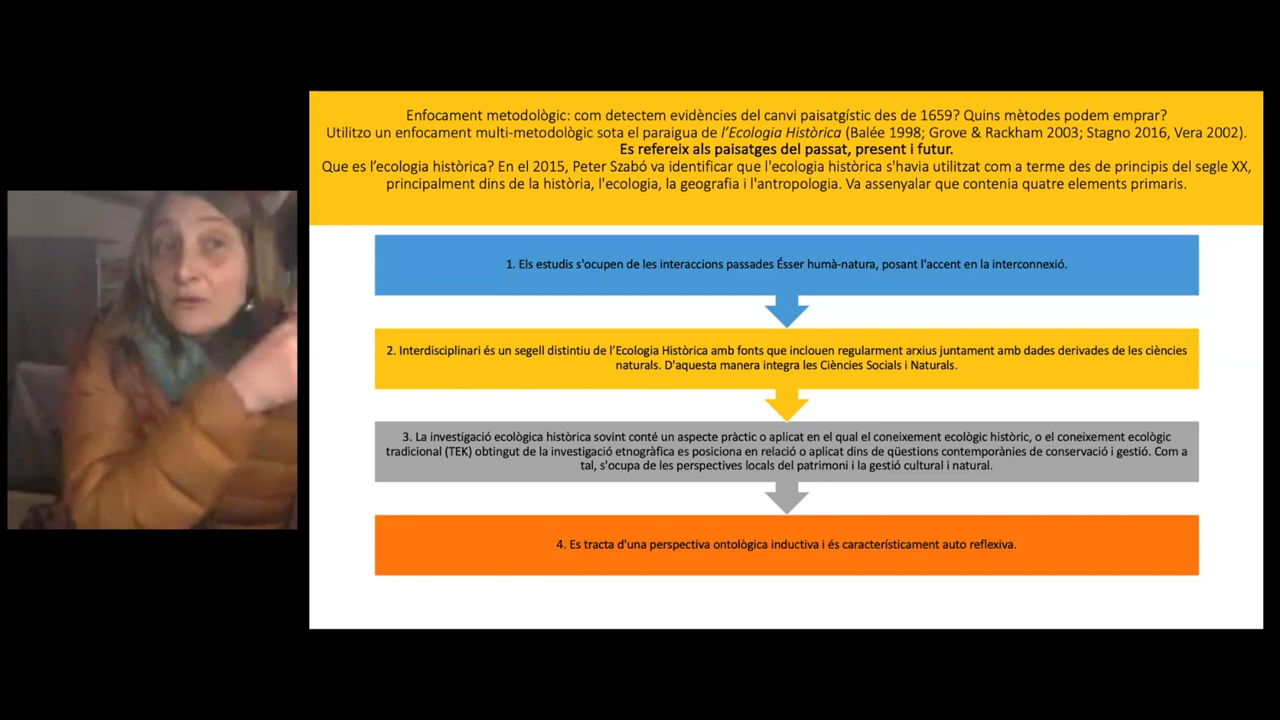 Enfocament metodològic: com detectem evidències del canvi paisatgístic des de 1659? Quins mètodes podem emprar?
Utilitzo un enfocament multi-metodològic sota el paraigua de l’Ecologia Històrica (Balée 1998; Grove & Rackham 2003; Stagno 2016, Vera 2002).
Es refereix als paisatges del passat, present i futur.
Que es l’ecologia històrica? En el 2015, Peter Szabó va identificar que l'ecologia històrica s'havia utilitzat com a terme des de principis del segle XX,
principalment dins de la història, l'ecologia, la geografia i l'antropologia. Va assenyalar que contenia quatre elements primaris.
1. Els estudis s'ocupen de les interaccions passades Ésser humà-natura, posant l'accent en la interconnexió.
2. Interdisciplinari és un segell distintiu de l’Ecologia Històrica amb fonts que inclouen regularment arxius juntament amb dades derivades de les ciències
naturals. D'aquesta manera integra les Ciències Socials i Naturals.
3. La investigació ecològica històrica sovint conté un aspecte pràctic o aplicat en el qual el coneixement ecològic històric, o el coneixement ecològic
tradicional (TEK) obtingut de la investigació etnogràfica es posiciona en relació o aplicat dins de qüestions contemporànies de conservació i gestió. Com a
tal, s'ocupa de les perspectives locals del patrimoni i la gestió cultural i natural.
4. Es tracta d'una perspectiva ontològica inductiva i és característicament auto reflexiva.